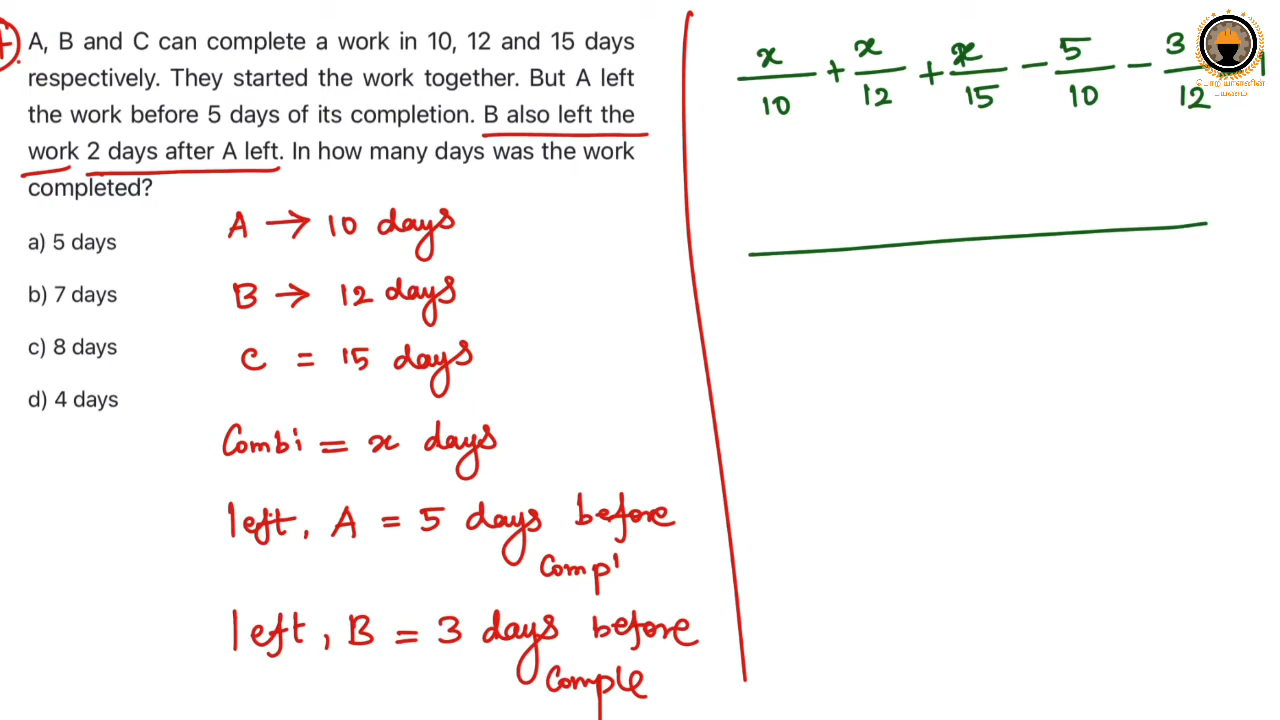 A, B and C can complete a work in 10, 12 and 15 days
respectively. They started the work together. But A left
the work before 5 days of its completion. B also left the
work 2 days after A left. In how many days was the work
completed?
a) 5 days
b) 7 days
c) 8 days
d) 4 days
A → 10 days
B → 12 days
C = 15 days
Combi = x days
left, A = 5 days before
comp'
left, B = 3 days before
comple
x/10 + x/12 + x/15 − 5/10 − 3/12